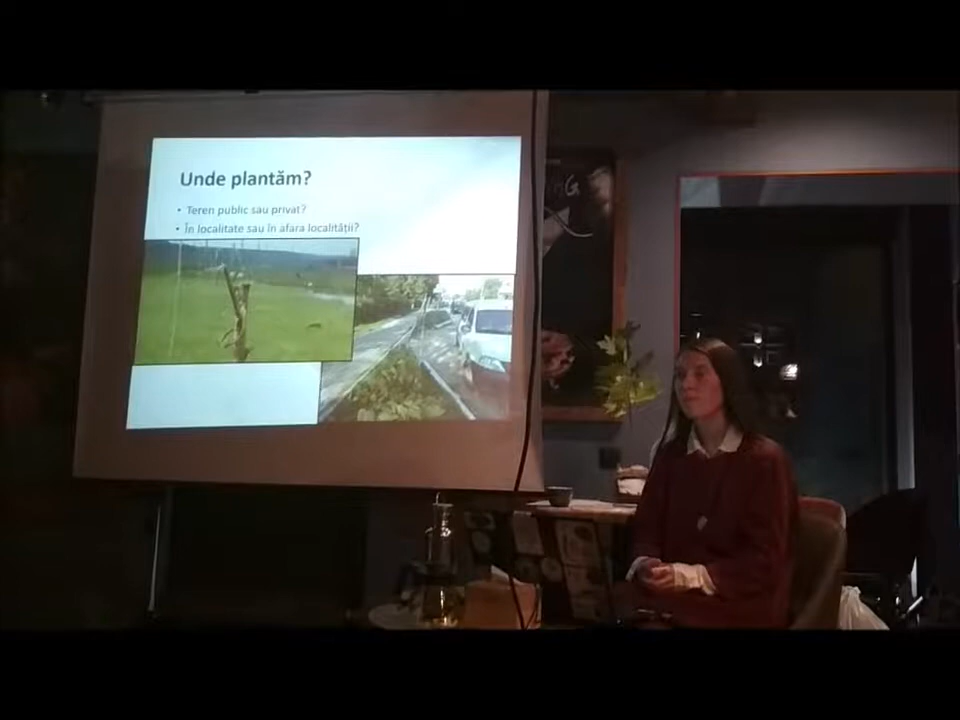 Unde plantăm?
• Teren public sau privat?
• În localitate sau în afara localității?